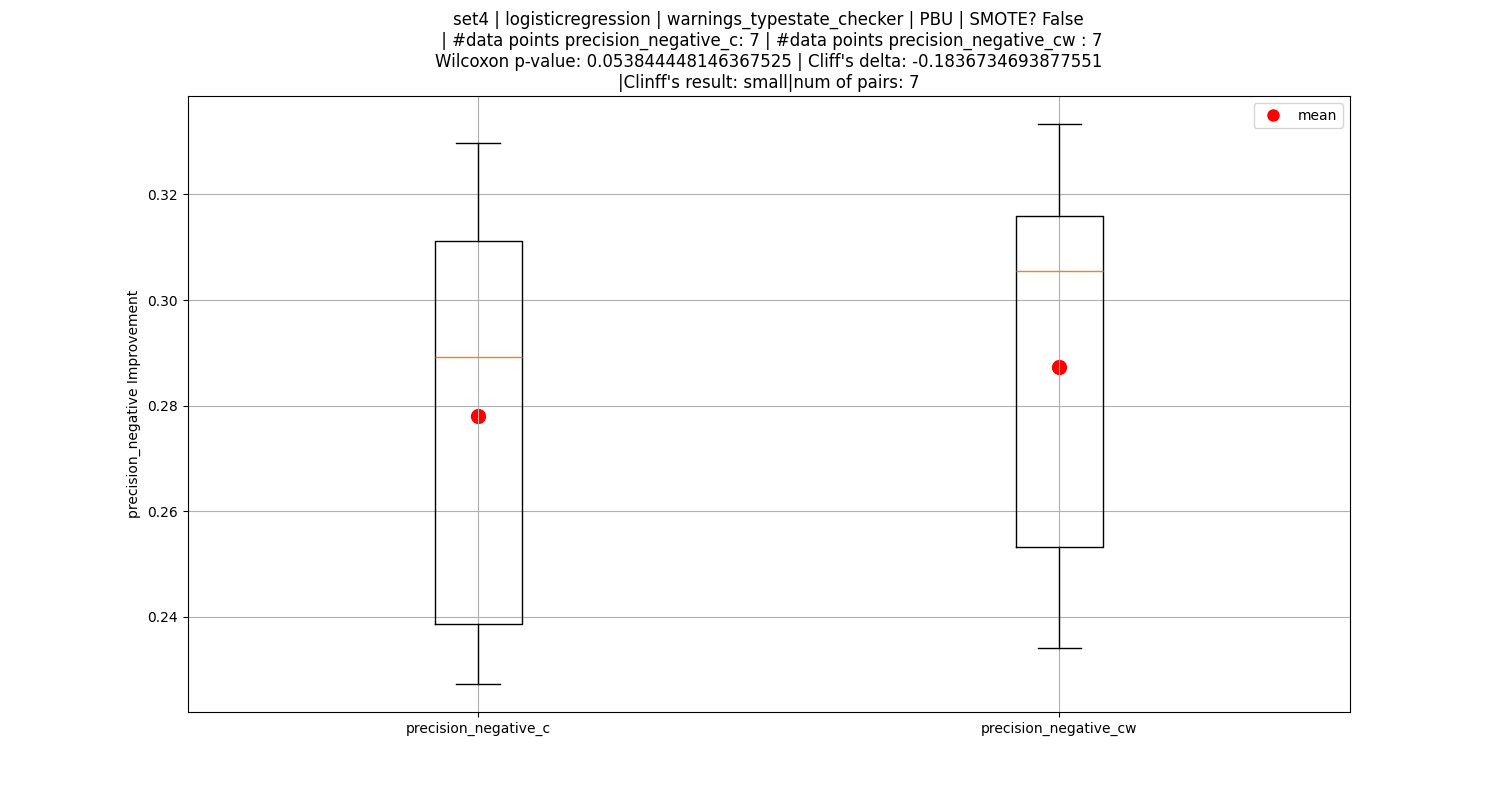 set4 | logisticregression | warnings_typestate_checker | PBU | SMOTE? False
| #data points precision_negative_c: 7 | #data points precision_negative_cw : 7
Wilcoxon p-value: 0.053844448146367525 | Cliff's delta: -0.1836734693877551
|Clinff's result: small|num of pairs: 7
mean
0.32
0.30
0.28
0.26
0.24
precision_negative Improvement
precision_negative_c
precision_negative_cw